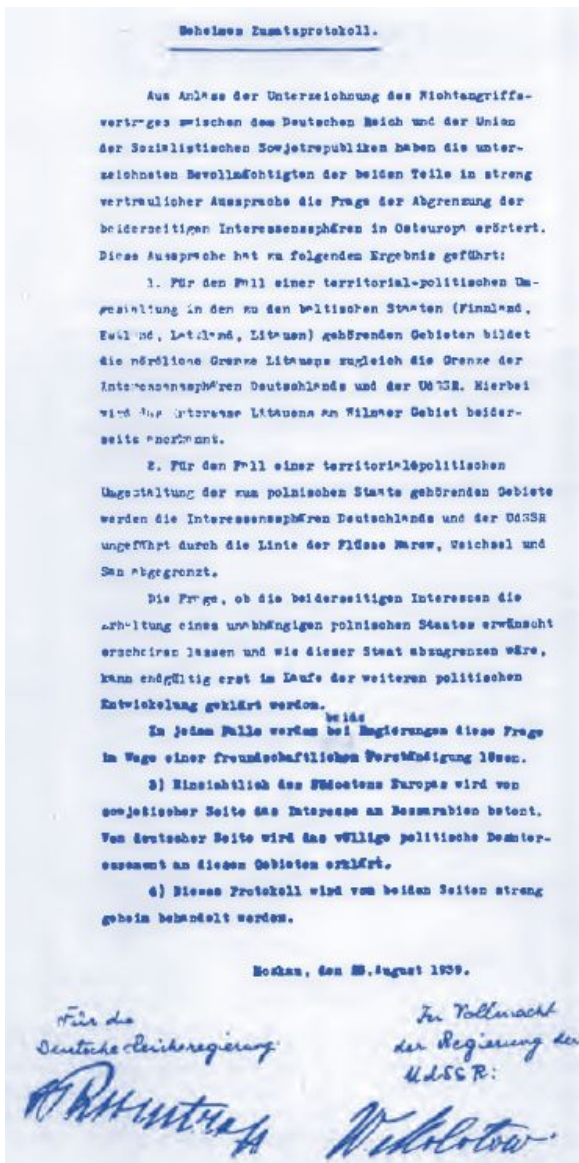 Geheimes Zusatzprotokoll.
Aus Anlass der Unterzeichnung des Nichtangriffs-
vertrages zwischen dem Deutschen Reich und der Union
der Sozialistischen Sowjetrepubliken haben die unter-
zeichneten Bevollmächtigten der beiden Teile in streng
vertraulicher Aussprache die Frage der Abgrenzung der
beiderseitigen Interessensphären in Osteuropa erörtert.
Diese Aussprache hat zu folgenden Ergebnis geführt:
1. Für den Fall einer territorial-politischen Um-
gestaltung in den zu den baltischen Staaten (Finnland,
Estland, Lettland, Litauen) gehörenden Gebieten bildet
die nördliche Grenze Litauens zugleich die Grenze der
Interessensphären Deutschlands und der UdSSR. Hierbei
wird das Interesse Litauens am Wilnaer Gebiet beider-
seits anerkannt.
2. Für den Fall einer territorialépolitischen
Umgestaltung der zum polnischen Staate gehörenden Gebiete
werden die Interessensphären Deutschlands und der UdSSR
ungefährt durch die Linie der Flüsse Narew, Weichsel und
San abgegrenzt.
Die Frage, ob die beiderseitigen Interessen die
Erhaltung eines unabhängigen polnischen Staates erwünscht
erscheinen lassen und wie dieser Staat abzugrenzen wäre,
kann endgültig erst im Laufe der weiteren politischen
Entwickelung geklärt werden.
beide
In jedem Falle werden bei Regierungen diese Frage
im Wege einer freundschaftlichen Verständigung lösen.
3) Hinsichtlich des Südostens Europas wird von
sowjetischer Seite das Interesse an Bessarabien betont.
Von deutscher Seite wird das völlige politische Desinter-
essement an diesen Gebieten erklärt.
4) Dieses Protokoll wird von beiden Seiten streng
geheim behandelt werden.
Moskau, den 23.August 1939.
Für die
Deutsche Reichsregierung:
In Vollmacht
der Regierung der
UdSSR: